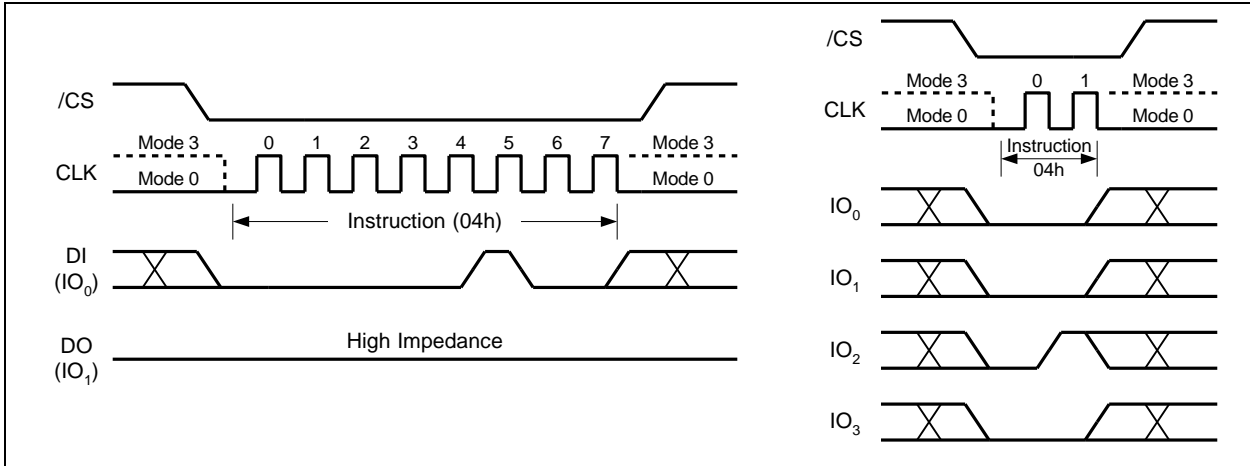 /CS
Mode 3 0 1 2 3 4 5 6 7 Mode 3
CLK
Mode 0 Mode 0
Instruction (04h)
DI
(IO0)
High Impedance
DO
(IO1)
/CS
Mode 3 0 1 Mode 3
CLK
Mode 0 Mode 0
Instruction
04h
IO0
IO1
IO2
IO3